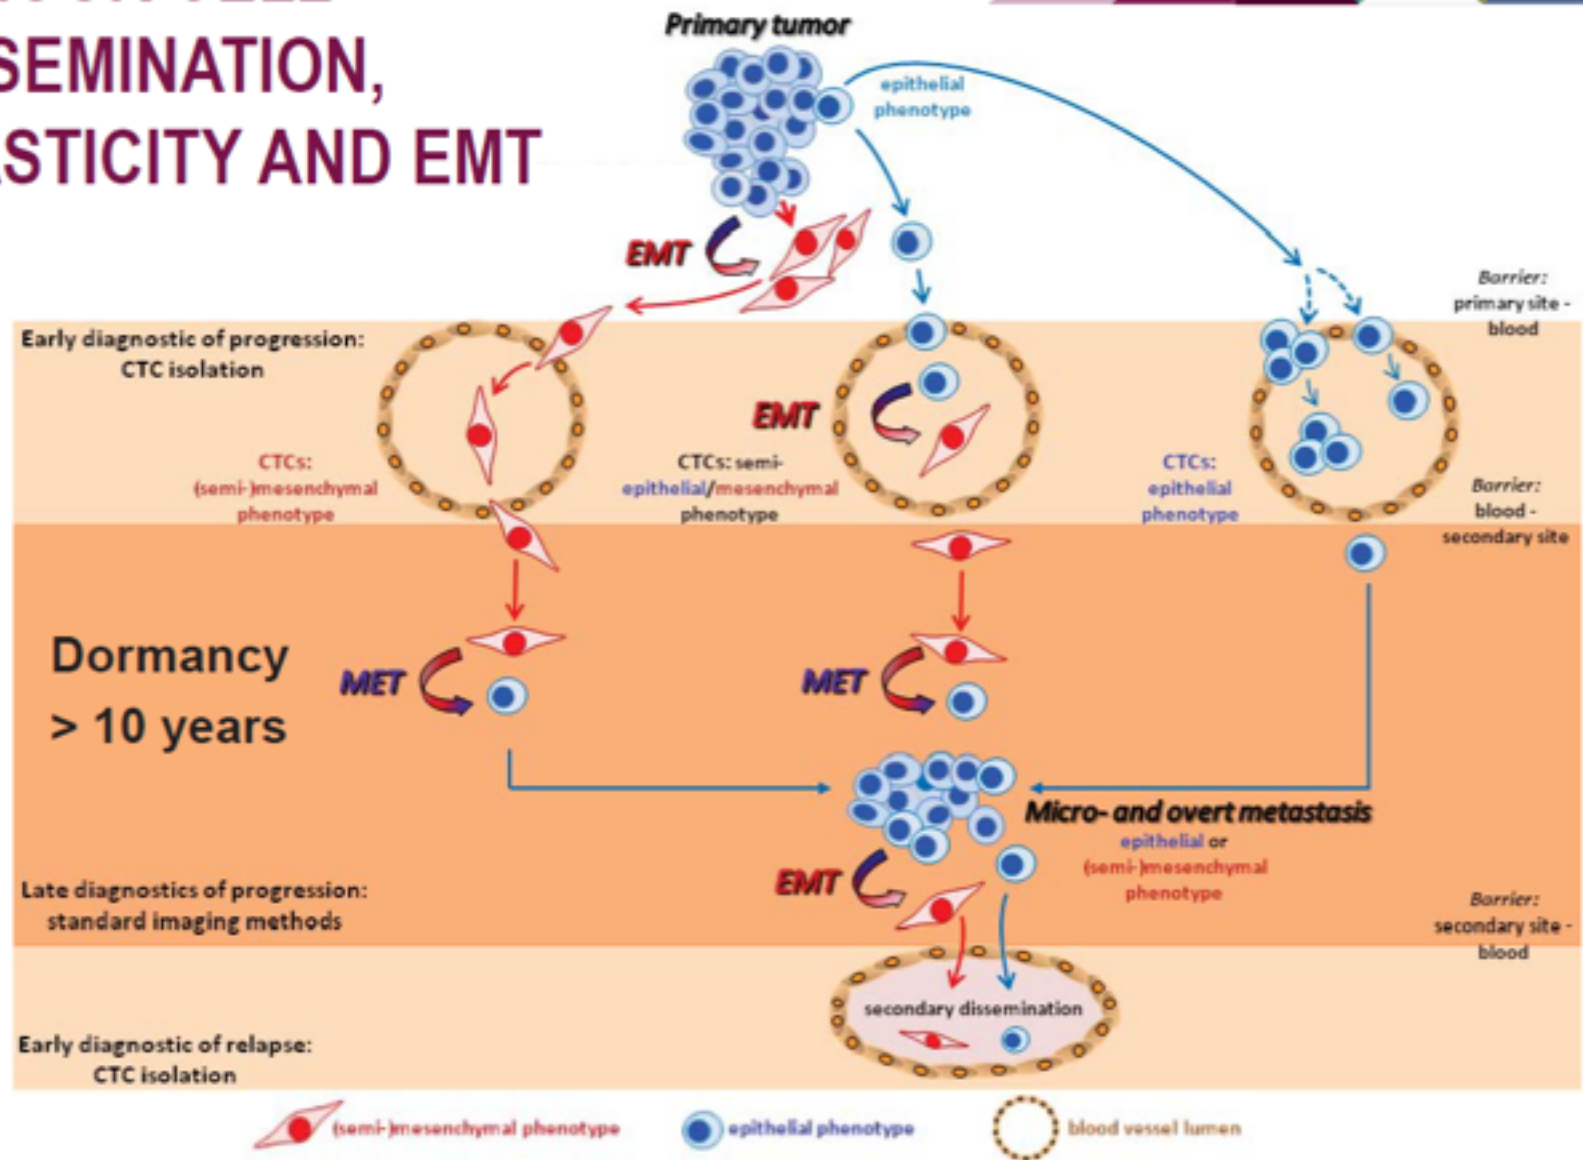 SEMINATION,
ASTICITY AND EMT
Primary tumor
epithelial
phenotype
EMT
Barrier:
primary site -
blood
Early diagnostic of progression:
CTC isolation
EMT
CTCs:
(semi-)mesenchymal
phenotype
CTCs: semi-
epithelial/mesenchymal
phenotype
CTCs:
epithelial
phenotype
Barrier:
blood -
secondary site
Dormancy
> 10 years
MET
MET
Micro- and overt metastasis
epithelial or
(semi-)mesenchymal
phenotype
EMT
Late diagnostics of progression:
standard imaging methods
Barrier:
secondary site -
blood
secondary dissemination
Early diagnostic of relapse:
CTC isolation
(semi-)mesenchymal phenotype
epithelial phenotype
blood vessel lumen